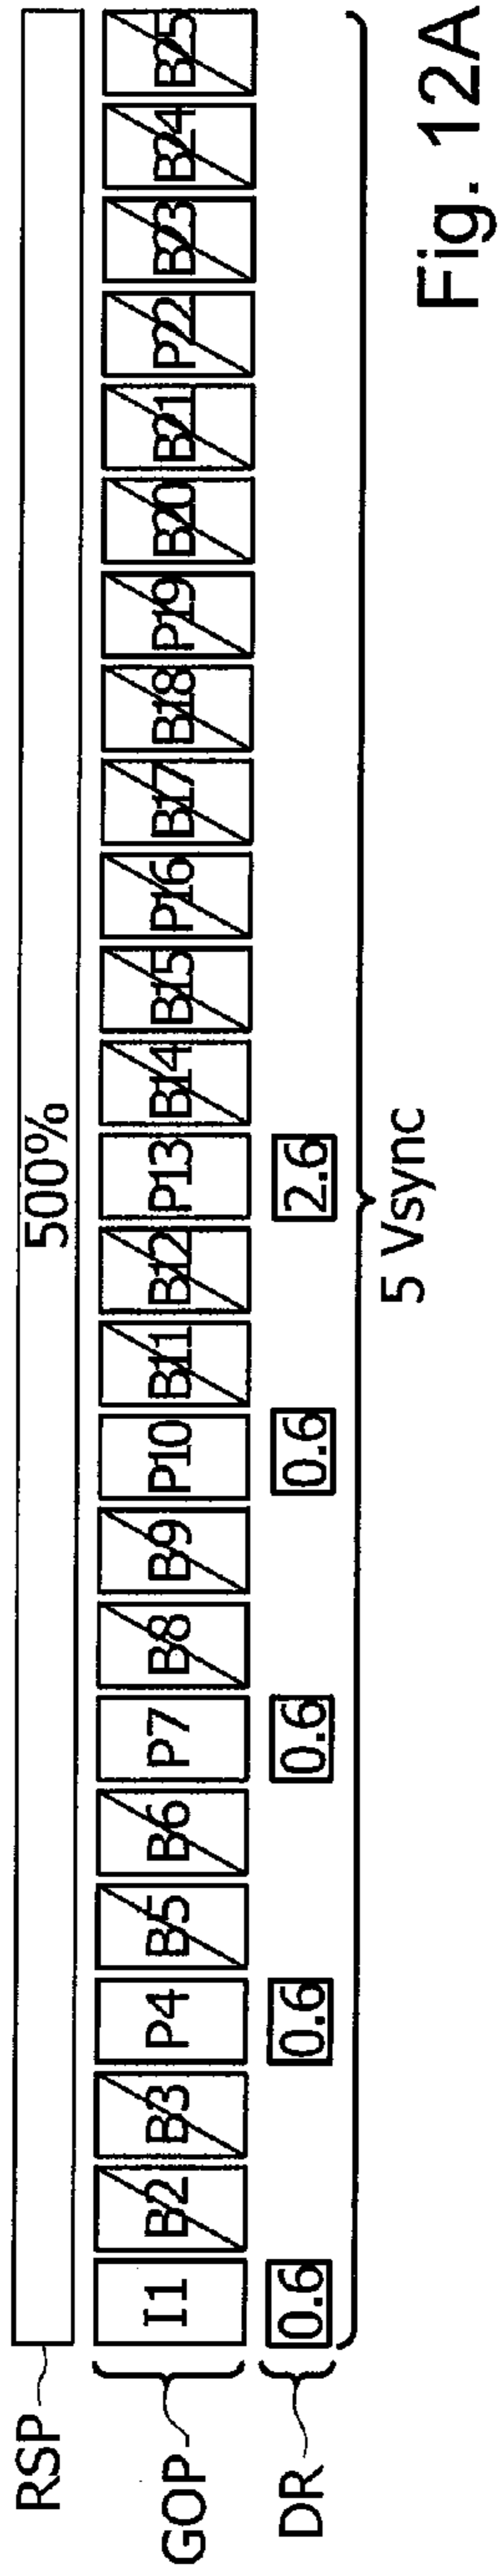 RSP 500%
GOP I1 B2 B3 P4 B5 B6 P7 B8 B9 P10 B11 B12 P13 B14 B15 P16 B17 B18 P19 B20 B21 P22 B23 B24 B25
DR 0.6 0.6 0.6 0.6 2.6
5 Vsync
Fig. 12A